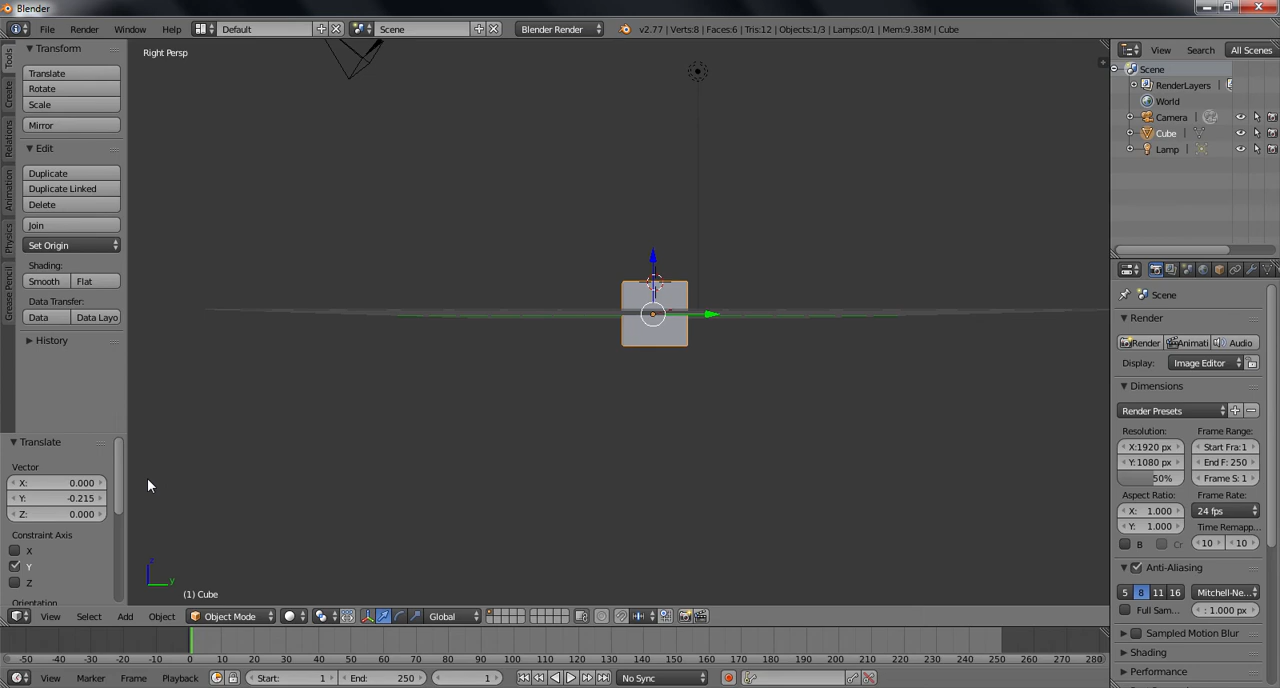 Blender
File Render Window Help Default Scene Blender Render v2.77 | Verts:8 | Faces:6 | Tris:12 | Objects:1/3 | Lamps:0/1 | Mem:9.38M | Cube
Tools
Create
Relations
Animation
Physics
Grease Pencil
Transform
Translate
Rotate
Scale
Mirror
Edit
Duplicate
Duplicate Linked
Delete
Join
Set Origin
Shading:
Smooth Flat
Data Transfer:
Data Data Layo
History
Translate
Vector
X: 0.000
Y: -0.215
Z: 0.000
Constraint Axis
X
Y
Z
Orientation
Right Persp
z
y
(1) Cube
View Select Add Object Object Mode Global
-50 -40 -30 -20 -10 0 10 20 30 40 50 60 70 80 90 100 110 120 130 140 150 160 170 180 190 200 210 220 230 240 250 260 270 280
View Marker Frame Playback Start: 1 End: 250 1 No Sync
View Search All Scenes
Scene
RenderLayers |
World
Camera |
Cube |
Lamp |
Scene
Render
Render Animati Audio
Display: Image Editor
Dimensions
Render Presets
Resolution: Frame Range:
X:1920 px Start Fra:1
Y:1080 px End F: 250
50% Frame S: 1
Aspect Ratio: Frame Rate:
X: 1.000 24 fps
Y: 1.000 Time Remapp...
B Cr 10 10
Anti-Aliasing
5 8 11 16 Mitchell-Ne...
Full Sam... : 1.000 px
Sampled Motion Blur
Shading
Performance